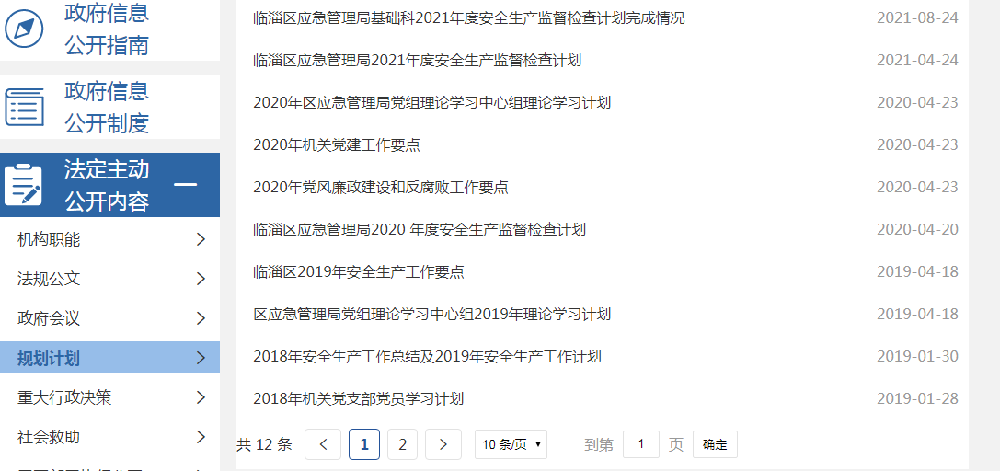 政府信息
公开指南
政府信息
公开制度
法定主动
公开内容
机构职能
法规公文
政府会议
规划计划
重大行政决策
社会救助
临淄区应急管理局基础科2021年度安全生产监督检查计划完成情况 2021-08-24
临淄区应急管理局2021年度安全生产监督检查计划 2021-04-24
2020年区应急管理局党组理论学习中心组理论学习计划 2020-04-23
2020年机关党建工作要点 2020-04-23
2020年党风廉政建设和反腐败工作要点 2020-04-23
临淄区应急管理局2020 年度安全生产监督检查计划 2020-04-20
临淄区2019年安全生产工作要点 2019-04-18
区应急管理局党组理论学习中心组2019年理论学习计划 2019-04-18
2018年安全生产工作总结及2019年安全生产工作计划 2019-01-30
2018年机关党支部党员学习计划 2019-01-28
共 12 条 1 2 10 条/页 到第 1 页 确定